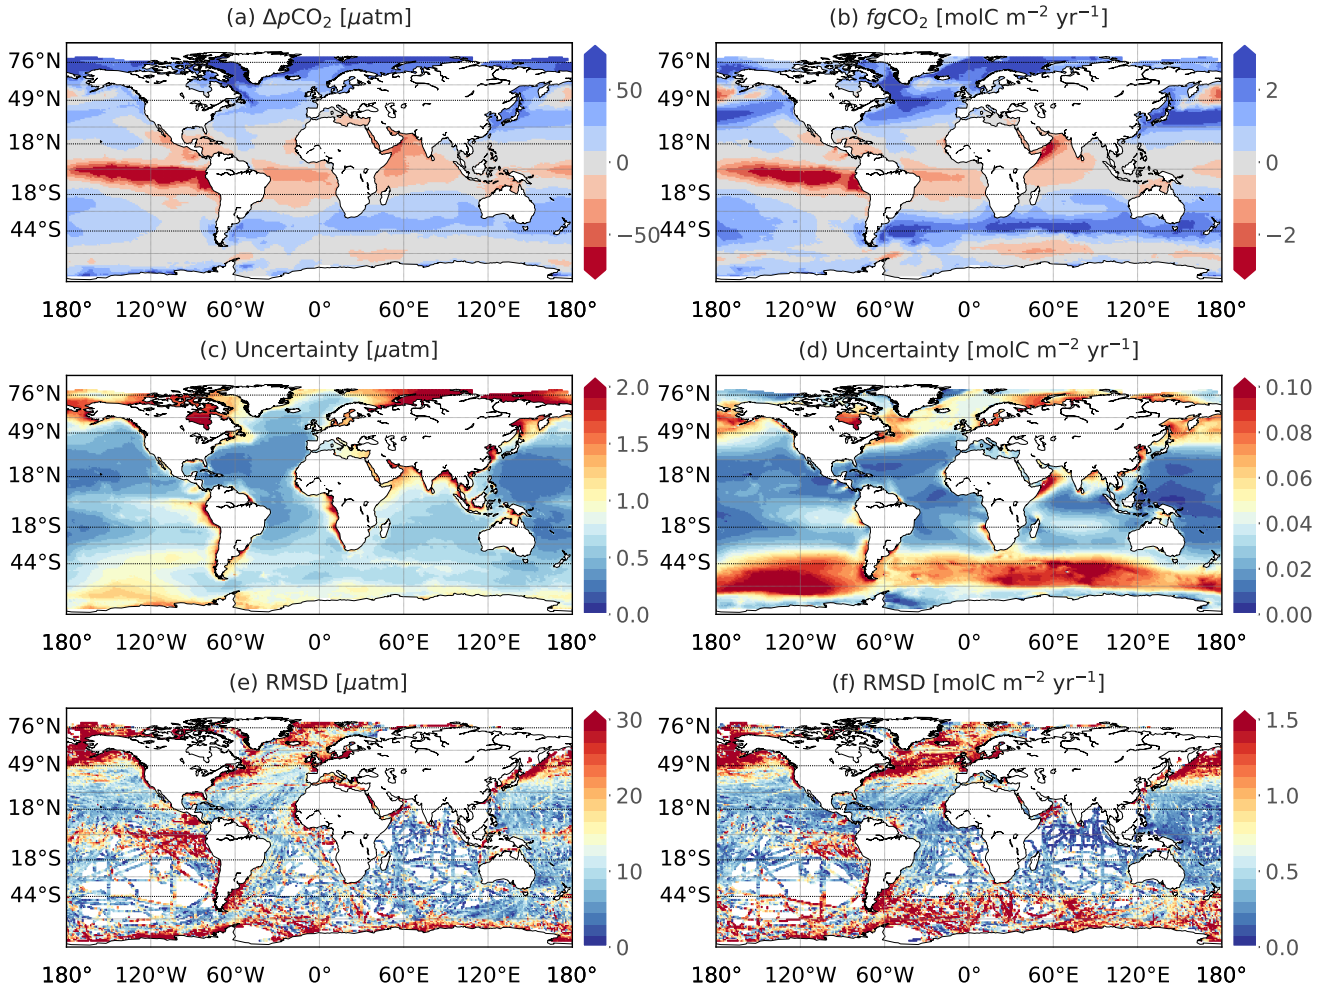 (a) ΔpCO₂ [μatm]
(b) fgCO₂ [molC m⁻² yr⁻¹]
76°N
49°N
18°N
18°S
44°S
180° 120°W 60°W 0° 60°E 120°E 180°
50
0
−50
76°N
49°N
18°N
18°S
44°S
180° 120°W 60°W 0° 60°E 120°E 180°
2
0
−2
(c) Uncertainty [μatm]
(d) Uncertainty [molC m⁻² yr⁻¹]
76°N
49°N
18°N
18°S
44°S
180° 120°W 60°W 0° 60°E 120°E 180°
2.0
1.5
1.0
0.5
0.0
76°N
49°N
18°N
18°S
44°S
180° 120°W 60°W 0° 60°E 120°E 180°
0.10
0.08
0.06
0.04
0.02
0.00
(e) RMSD [μatm]
(f) RMSD [molC m⁻² yr⁻¹]
76°N
49°N
18°N
18°S
44°S
180° 120°W 60°W 0° 60°E 120°E 180°
30
20
10
0
76°N
49°N
18°N
18°S
44°S
180° 120°W 60°W 0° 60°E 120°E 180°
1.5
1.0
0.5
0.0